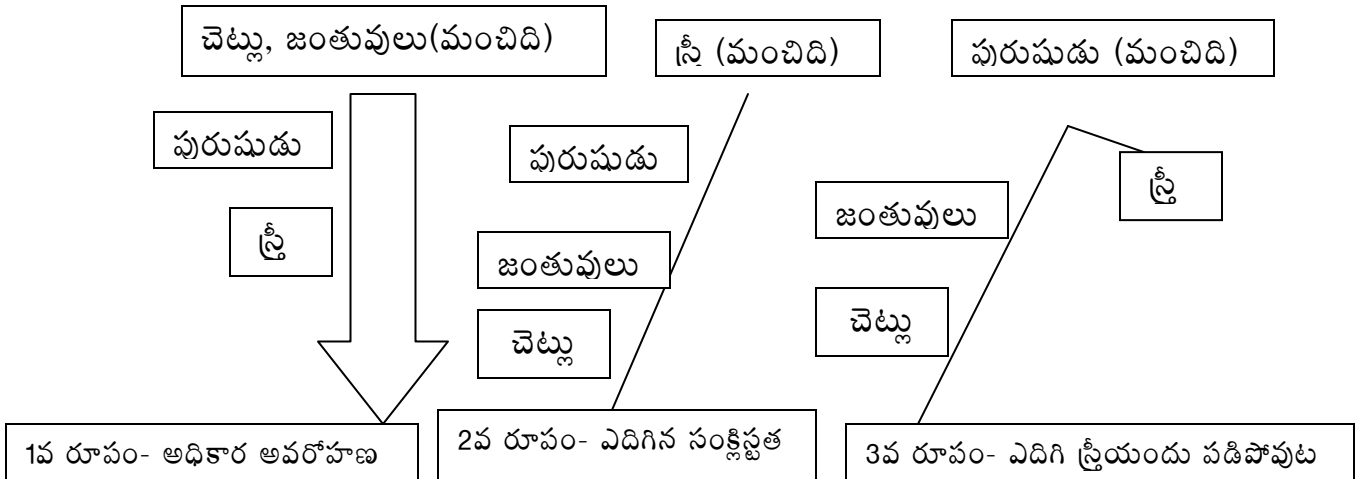 చెట్లు, జంతువులు(మంచిది)
స్త్రీ (మంచిది)
పురుషుడు (మంచిది)
పురుషుడు
స్త్రీ
పురుషుడు
జంతువులు
చెట్లు
స్త్రీ
జంతువులు
చెట్లు
1వ రూపం- అధికార అవరోహణ
2వ రూపం- ఎదిగిన సంక్లిస్టత
3వ రూపం- ఎదిగి స్త్రీయందు పడిపోవుట